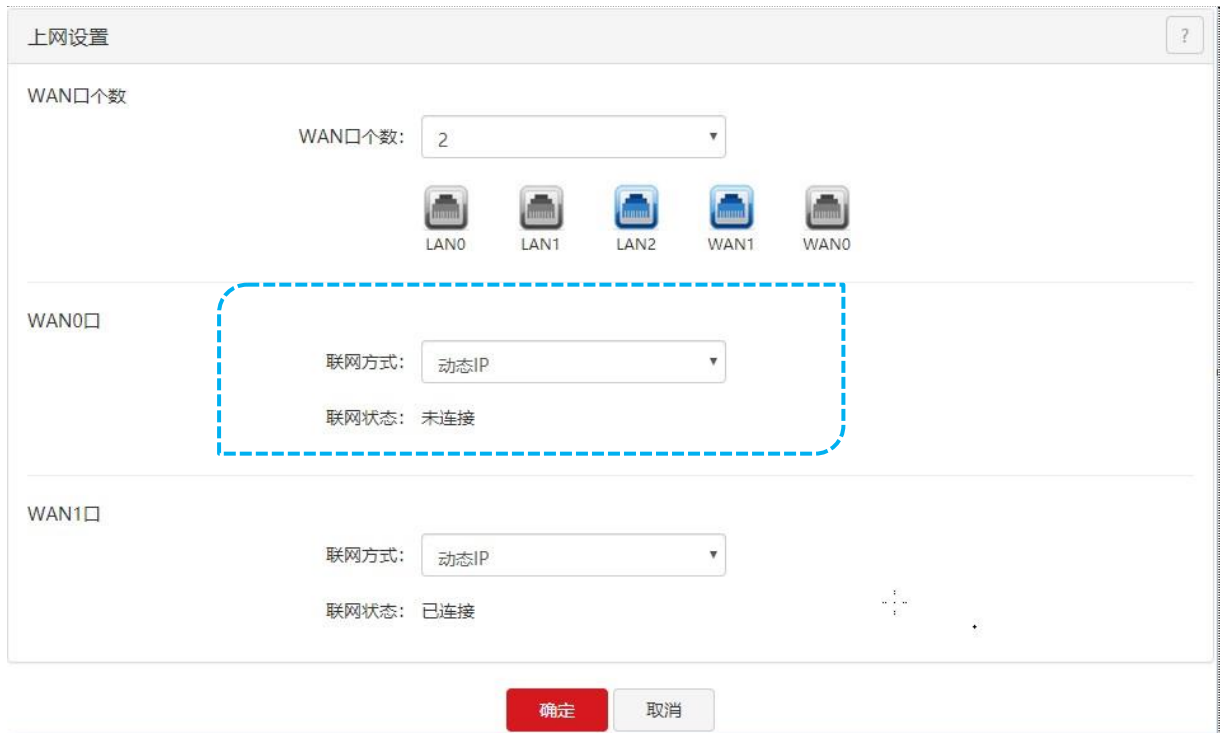 上网设置
?
WAN口个数
WAN口个数: 2
LAN0 LAN1 LAN2 WAN1 WAN0
WAN0口
联网方式: 动态IP
联网状态: 未连接
WAN1口
联网方式: 动态IP
联网状态: 已连接
确定 取消